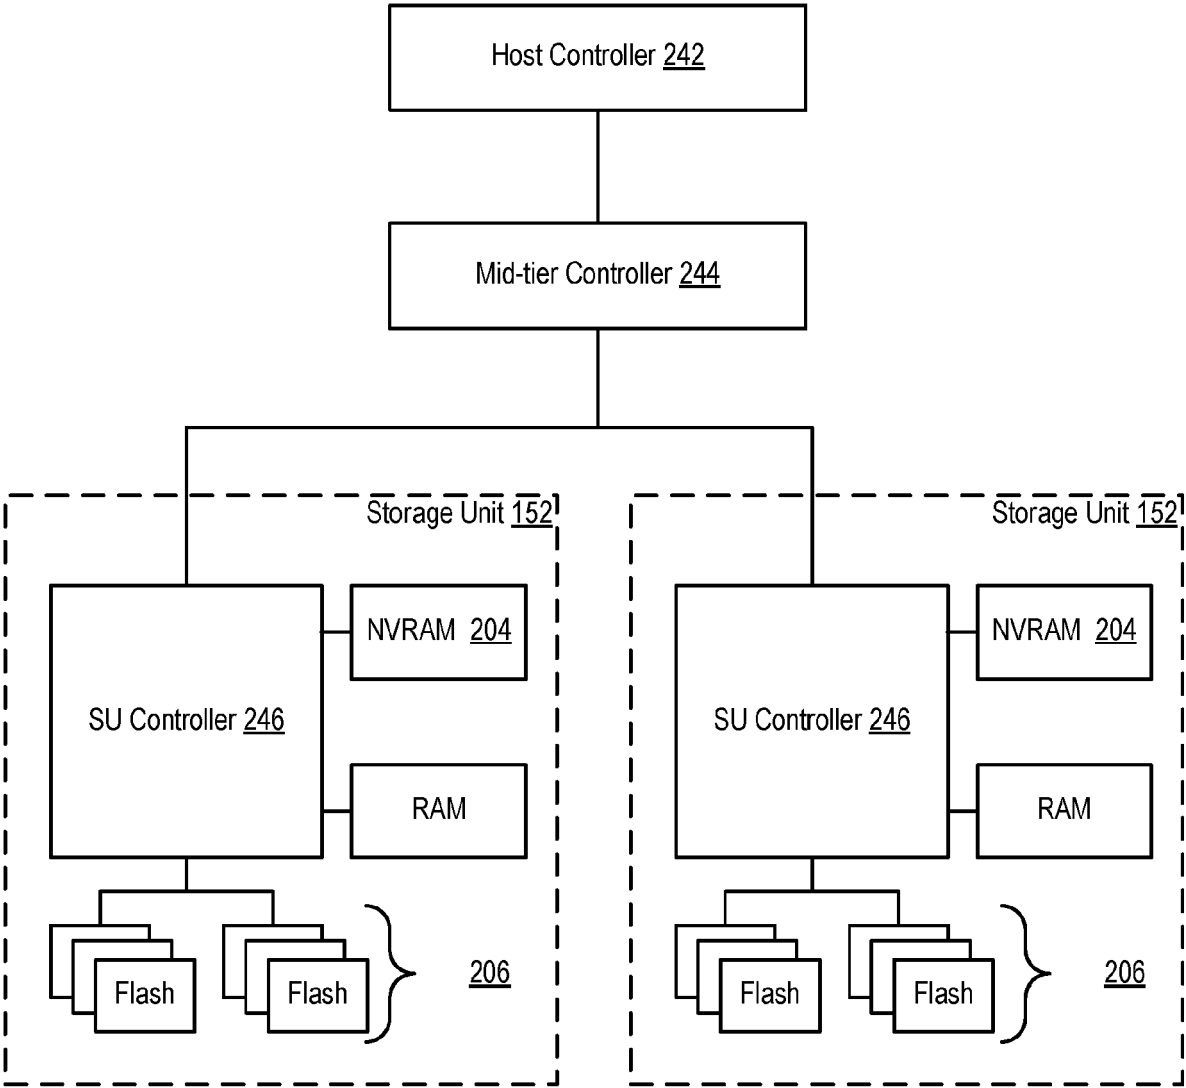 Host Controller 242
Mid-tier Controller 244
Storage Unit 152
Storage Unit 152
NVRAM 204
NVRAM 204
SU Controller 246
SU Controller 246
RAM
RAM
Flash
Flash
206
Flash
Flash
206